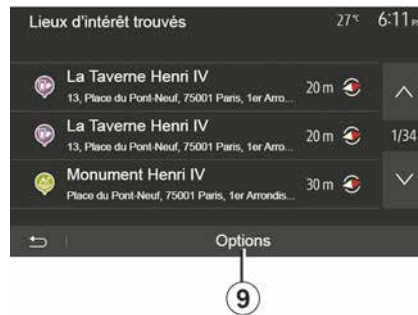 Lieux d'intérêt trouvés 27°C 6:11 PM
La Taverne Henri IV
13, Place du Pont-Neuf, 75001 Paris, 1er Arro... 20 m
La Taverne Henri IV
13, Place du Pont-Neuf, 75001 Paris, 1er Arro... 20 m 1/34
Monument Henri IV
Place du Pont-Neuf, 75001 Paris, 1er Arrondis... 30 m
Options
9